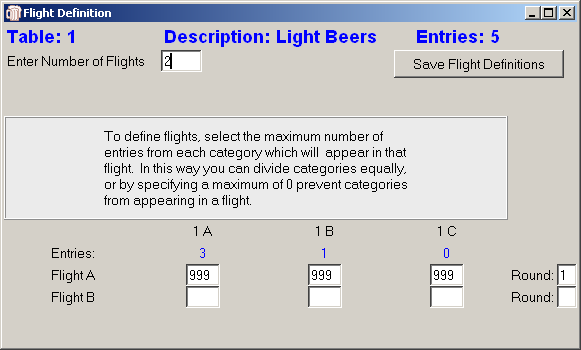 Flight Definition
Table: 1 Description: Light Beers Entries: 5
Enter Number of Flights 2 Save Flight Definitions
To define flights, select the maximum number of
entries from each category which will appear in that
flight. In this way you can divide categories equally,
or by specifying a maximum of 0 prevent categories
from appearing in a flight.
1 A 1 B 1 C
Entries: 3 1 0
Flight A 999 999 999 Round: 1
Flight B Round: